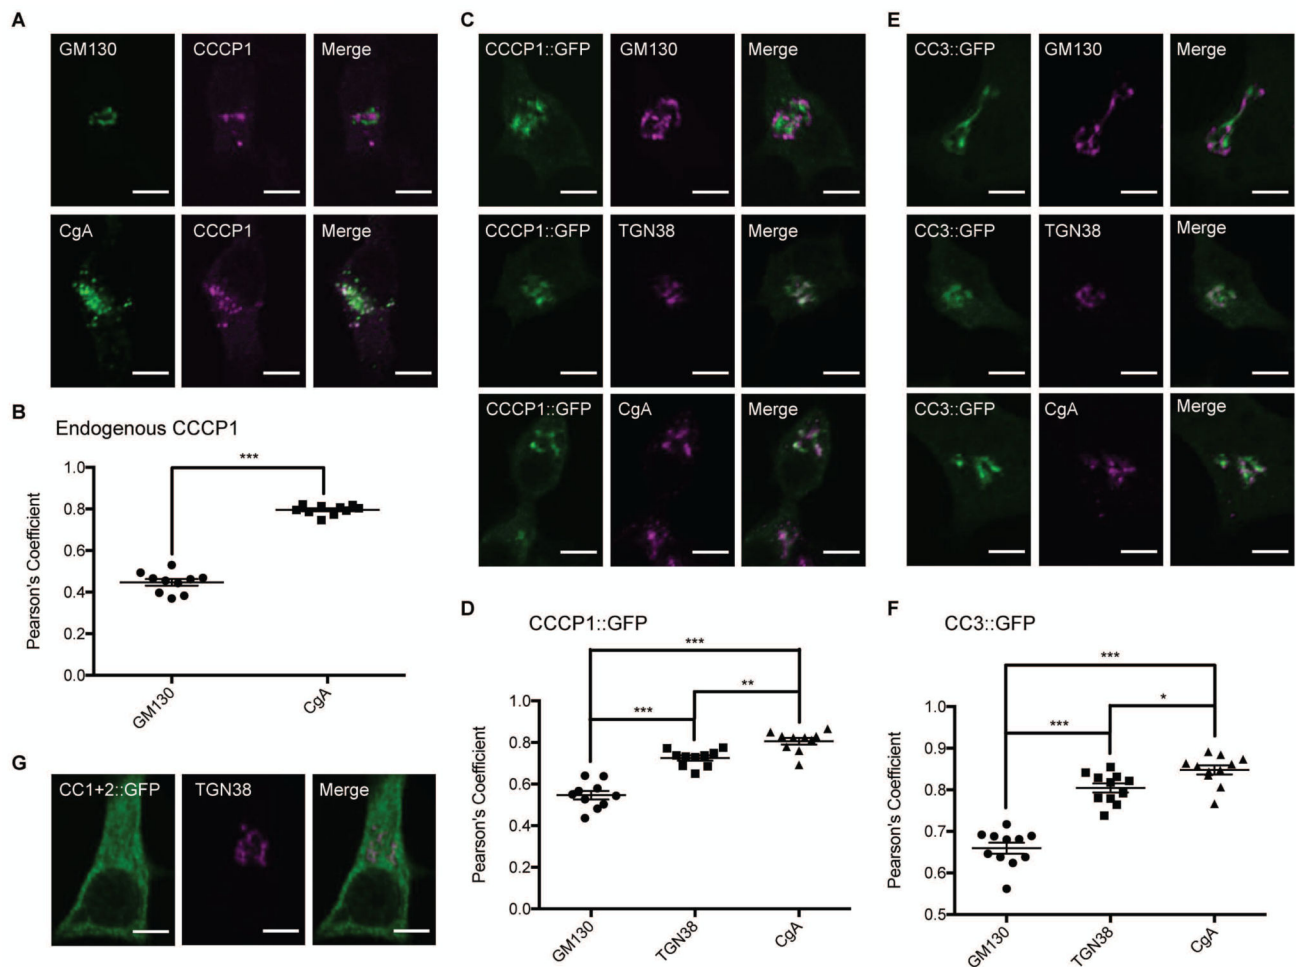 A
GM130 CCCP1 Merge
CgA CCCP1 Merge
B
Endogenous CCCP1
***
1.0
0.8
0.6
0.4
0.2
0.0
Pearson's Coefficient
GM130
CgA
G
CC1+2::GFP TGN38 Merge
C
CCCP1::GFP GM130 Merge
CCCP1::GFP TGN38 Merge
CCCP1::GFP CgA Merge
D
CCCP1::GFP
***
**
***
1.0
0.8
0.6
0.4
0.2
0.0
Pearson's Coefficient
GM130
TGN38
CgA
E
CC3::GFP GM130 Merge
CC3::GFP TGN38 Merge
CC3::GFP CgA Merge
F
CC3::GFP
***
*
***
1.0
0.9
0.8
0.7
0.6
0.5
Pearson's Coefficient
GM130
TGN38
CgA